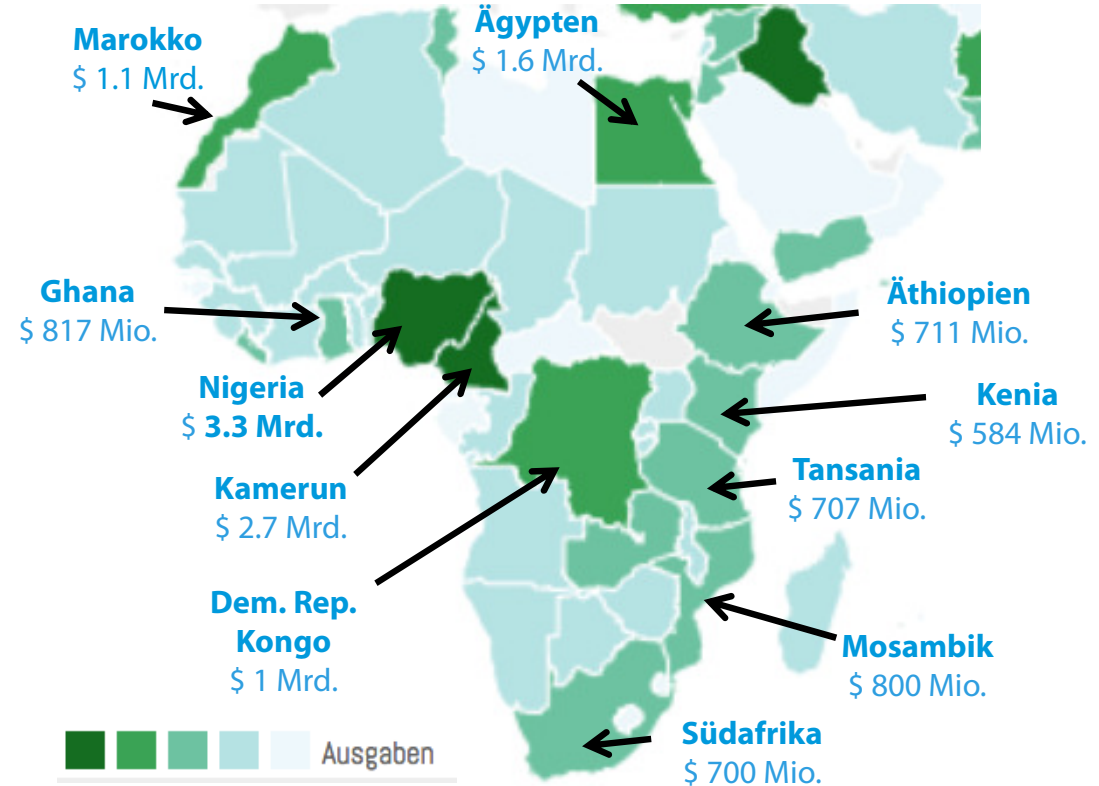 Marokko
$ 1.1 Mrd.
Ägypten
$ 1.6 Mrd.
Ghana
$ 817 Mio.
Äthiopien
$ 711 Mio.
Nigeria
$ 3.3 Mrd.
Kenia
$ 584 Mio.
Kamerun
$ 2.7 Mrd.
Tansania
$ 707 Mio.
Dem. Rep.
Kongo
$ 1 Mrd.
Mosambik
$ 800 Mio.
Südafrika
$ 700 Mio.
Ausgaben